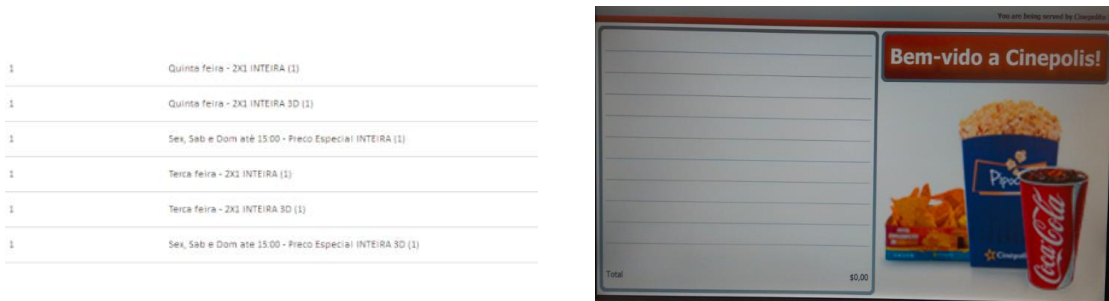 1 Quinta feira - 2X1 INTEIRA (1)
1 Quinta feira - 2X1 INTEIRA 3D (1)
1 Sex, Sab e Dom até 15:00 - Preco Especial INTEIRA (1)
1 Terca feira - 2X1 INTEIRA (1)
1 Terca feira - 2X1 INTEIRA 3D (1)
1 Sex, Sab e Dom ate 15:00 - Preco Especial INTEIRA 3D (1)
You are being served by Cinepolis
Bem-vido a Cinepolis!
Pipoc
Cinépoli
Coca-Cola
Total $0,00